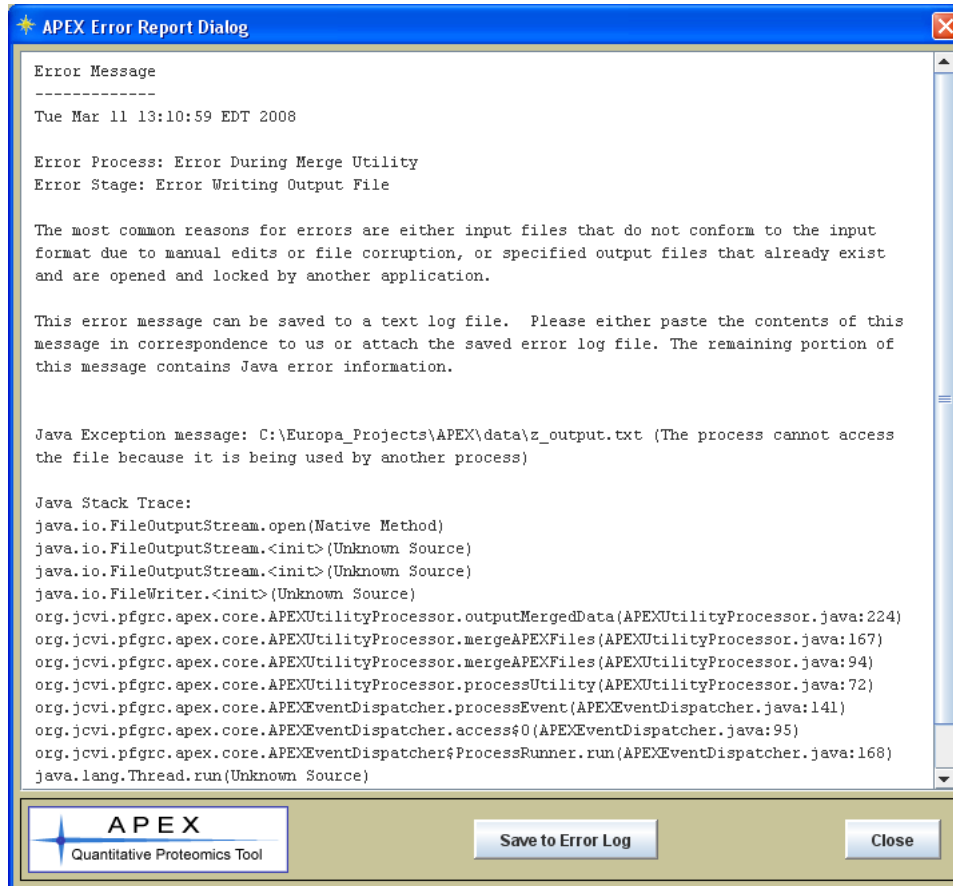 APEX Error Report Dialog
Error Message
-------------
Tue Mar 11 13:10:59 EDT 2008
Error Process: Error During Merge Utility
Error Stage: Error Writing Output File
The most common reasons for errors are either input files that do not conform to the input
format due to manual edits or file corruption, or specified output files that already exist
and are opened and locked by another application.
This error message can be saved to a text log file.  Please either paste the contents of this
message in correspondence to us or attach the saved error log file. The remaining portion of
this message contains Java error information.
Java Exception message: C:\Europa_Projects\APEX\data\z_output.txt (The process cannot access
the file because it is being used by another process)
Java Stack Trace:
java.io.FileOutputStream.open(Native Method)
java.io.FileOutputStream.<init>(Unknown Source)
java.io.FileOutputStream.<init>(Unknown Source)
java.io.FileWriter.<init>(Unknown Source)
org.jcvi.pfgrc.apex.core.APEXUtilityProcessor.outputMergedData(APEXUtilityProcessor.java:224)
org.jcvi.pfgrc.apex.core.APEXUtilityProcessor.mergeAPEXFiles(APEXUtilityProcessor.java:167)
org.jcvi.pfgrc.apex.core.APEXUtilityProcessor.mergeAPEXFiles(APEXUtilityProcessor.java:94)
org.jcvi.pfgrc.apex.core.APEXUtilityProcessor.processUtility(APEXUtilityProcessor.java:72)
org.jcvi.pfgrc.apex.core.APEXEventDispatcher.processEvent(APEXEventDispatcher.java:141)
org.jcvi.pfgrc.apex.core.APEXEventDispatcher.access$0(APEXEventDispatcher.java:95)
org.jcvi.pfgrc.apex.core.APEXEventDispatcher$ProcessRunner.run(APEXEventDispatcher.java:168)
java.lang.Thread.run(Unknown Source)
APEX
Quantitative Proteomics Tool
Save to Error Log
Close